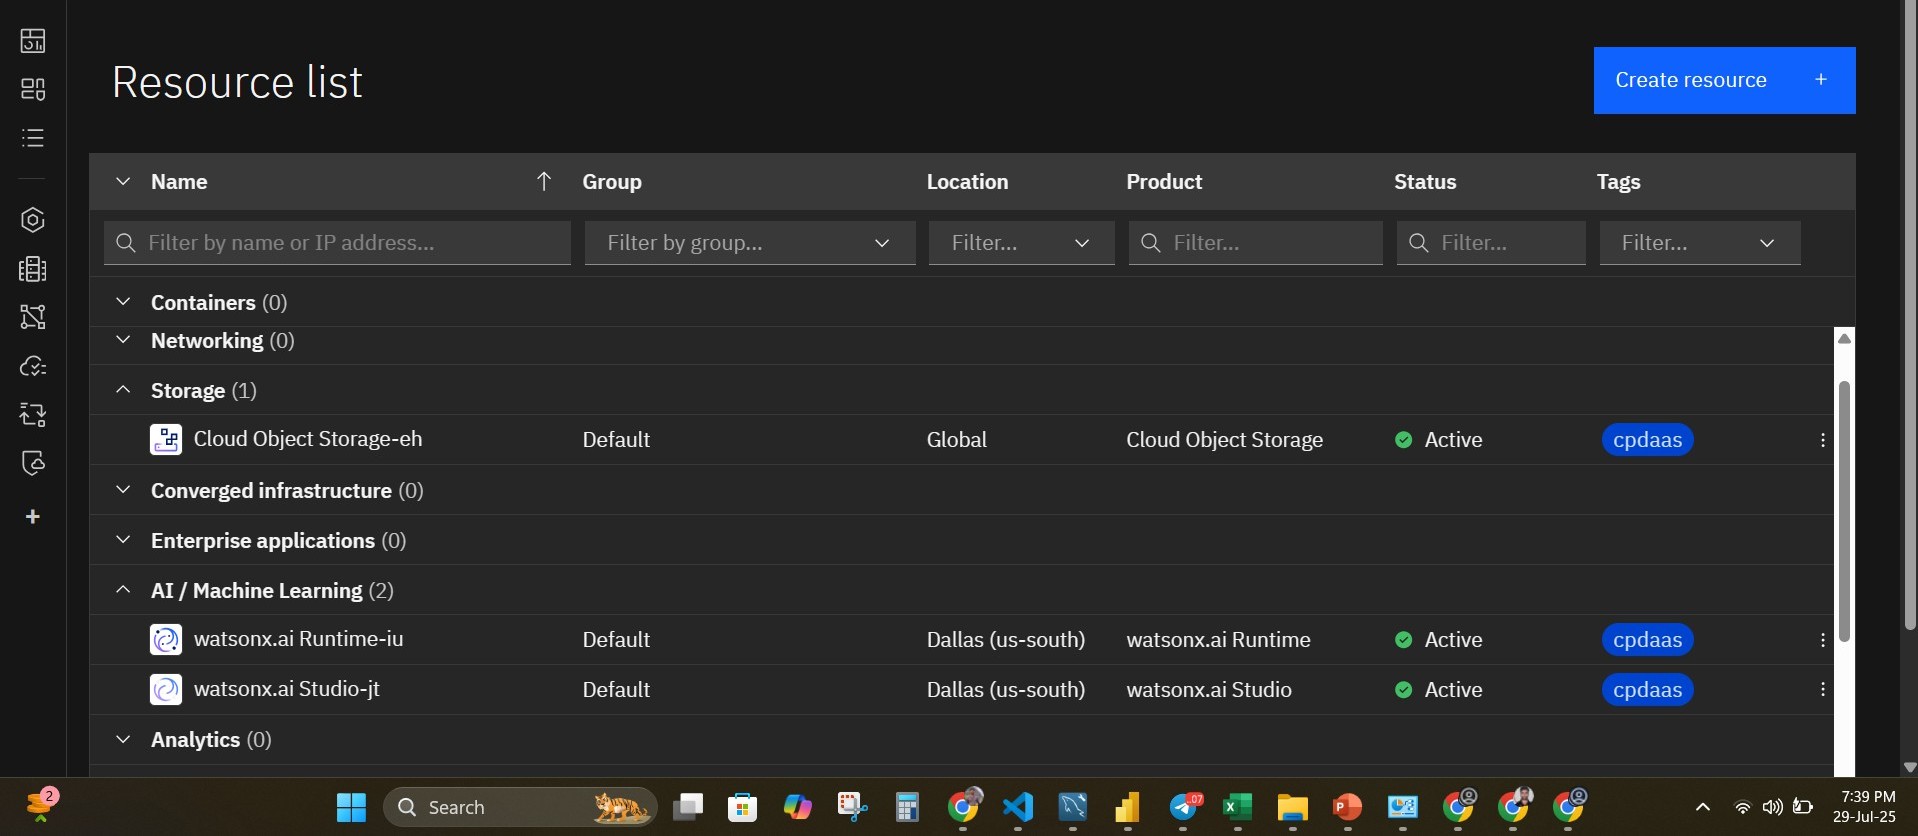 Resource list
Create resource +
Name Group Location Product Status Tags
Filter by name or IP address... Filter by group... Filter... Filter... Filter... Filter...
Containers (0)
Networking (0)
Storage (1)
Cloud Object Storage-eh Default Global Cloud Object Storage Active cpdaas
Converged infrastructure (0)
Enterprise applications (0)
AI / Machine Learning (2)
watsonx.ai Runtime-iu Default Dallas (us-south) watsonx.ai Runtime Active cpdaas
watsonx.ai Studio-jt Default Dallas (us-south) watsonx.ai Studio Active cpdaas
Analytics (0)
2 Search .07 7:39 PM
29-Jul-25